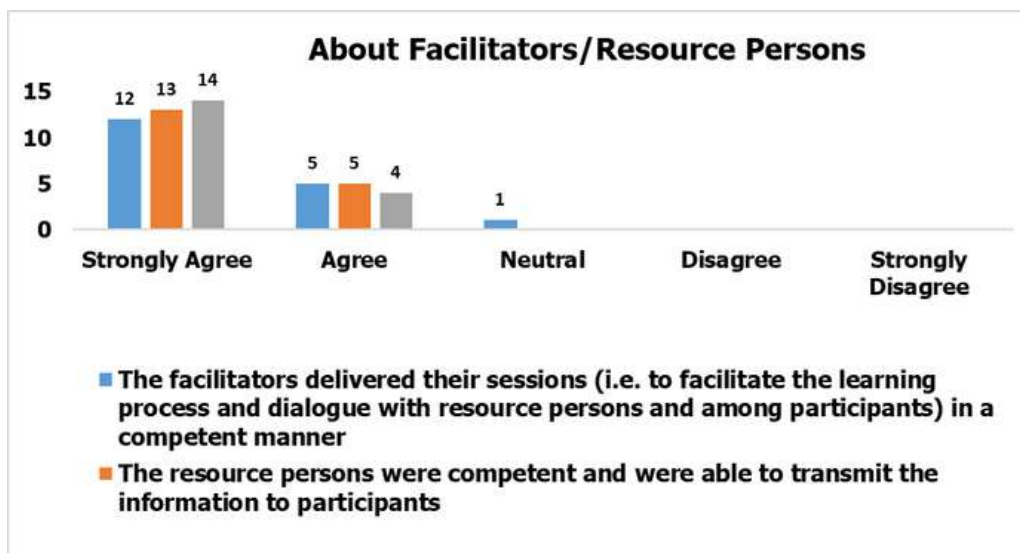 About Facilitators/Resource Persons
15
10
5
0
12 13 14
5 5 4
1
Strongly Agree Agree Neutral Disagree Strongly Disagree
The facilitators delivered their sessions (i.e. to facilitate the learning
process and dialogue with resource persons and among participants) in a
competent manner
The resource persons were competent and were able to transmit the
information to participants